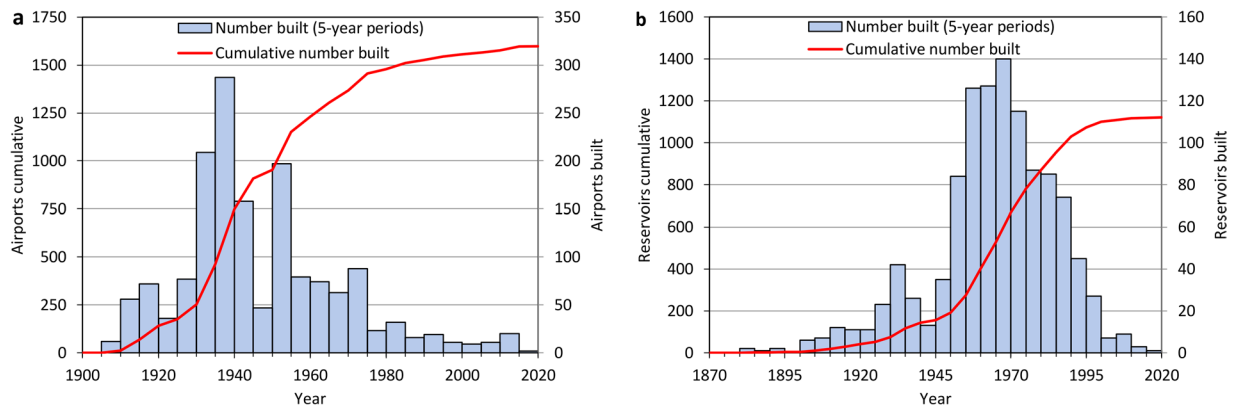 a
Number built (5-year periods)
Cumulative number built
Airports cumulative
1750
1500
1250
1000
750
500
250
0
350
300
250
200
150
100
50
0
Airports built
1900 1920 1940 1960 1980 2000 2020
Year
b
Number built (5-year periods)
Cumulative number built
Reservoirs cumulative
1600
1400
1200
1000
800
600
400
200
0
160
140
120
100
80
60
40
20
0
Reservoirs built
1870 1895 1920 1945 1970 1995 2020
Year